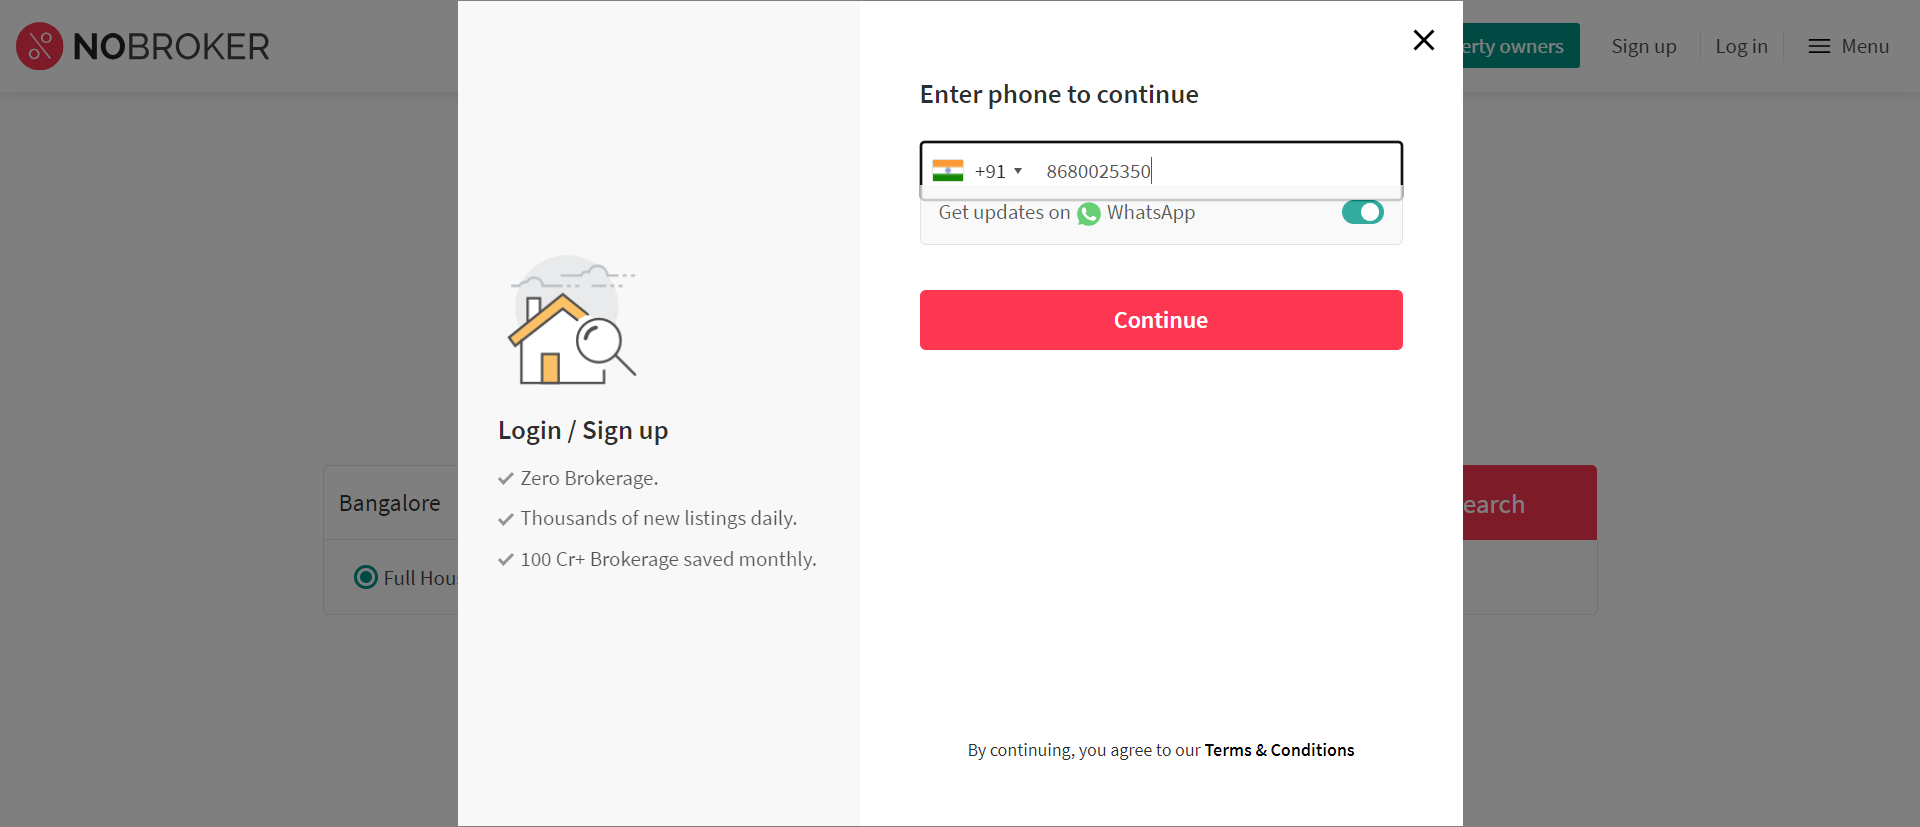 NOBROKER
erty owners
Sign up
Log in
Menu
Enter phone to continue
+91
8680025350
Get updates on WhatsApp
Continue
Login / Sign up
Zero Brokerage.
Thousands of new listings daily.
100 Cr+ Brokerage saved monthly.
Bangalore
earch
Full Hou
By continuing, you agree to our Terms & Conditions